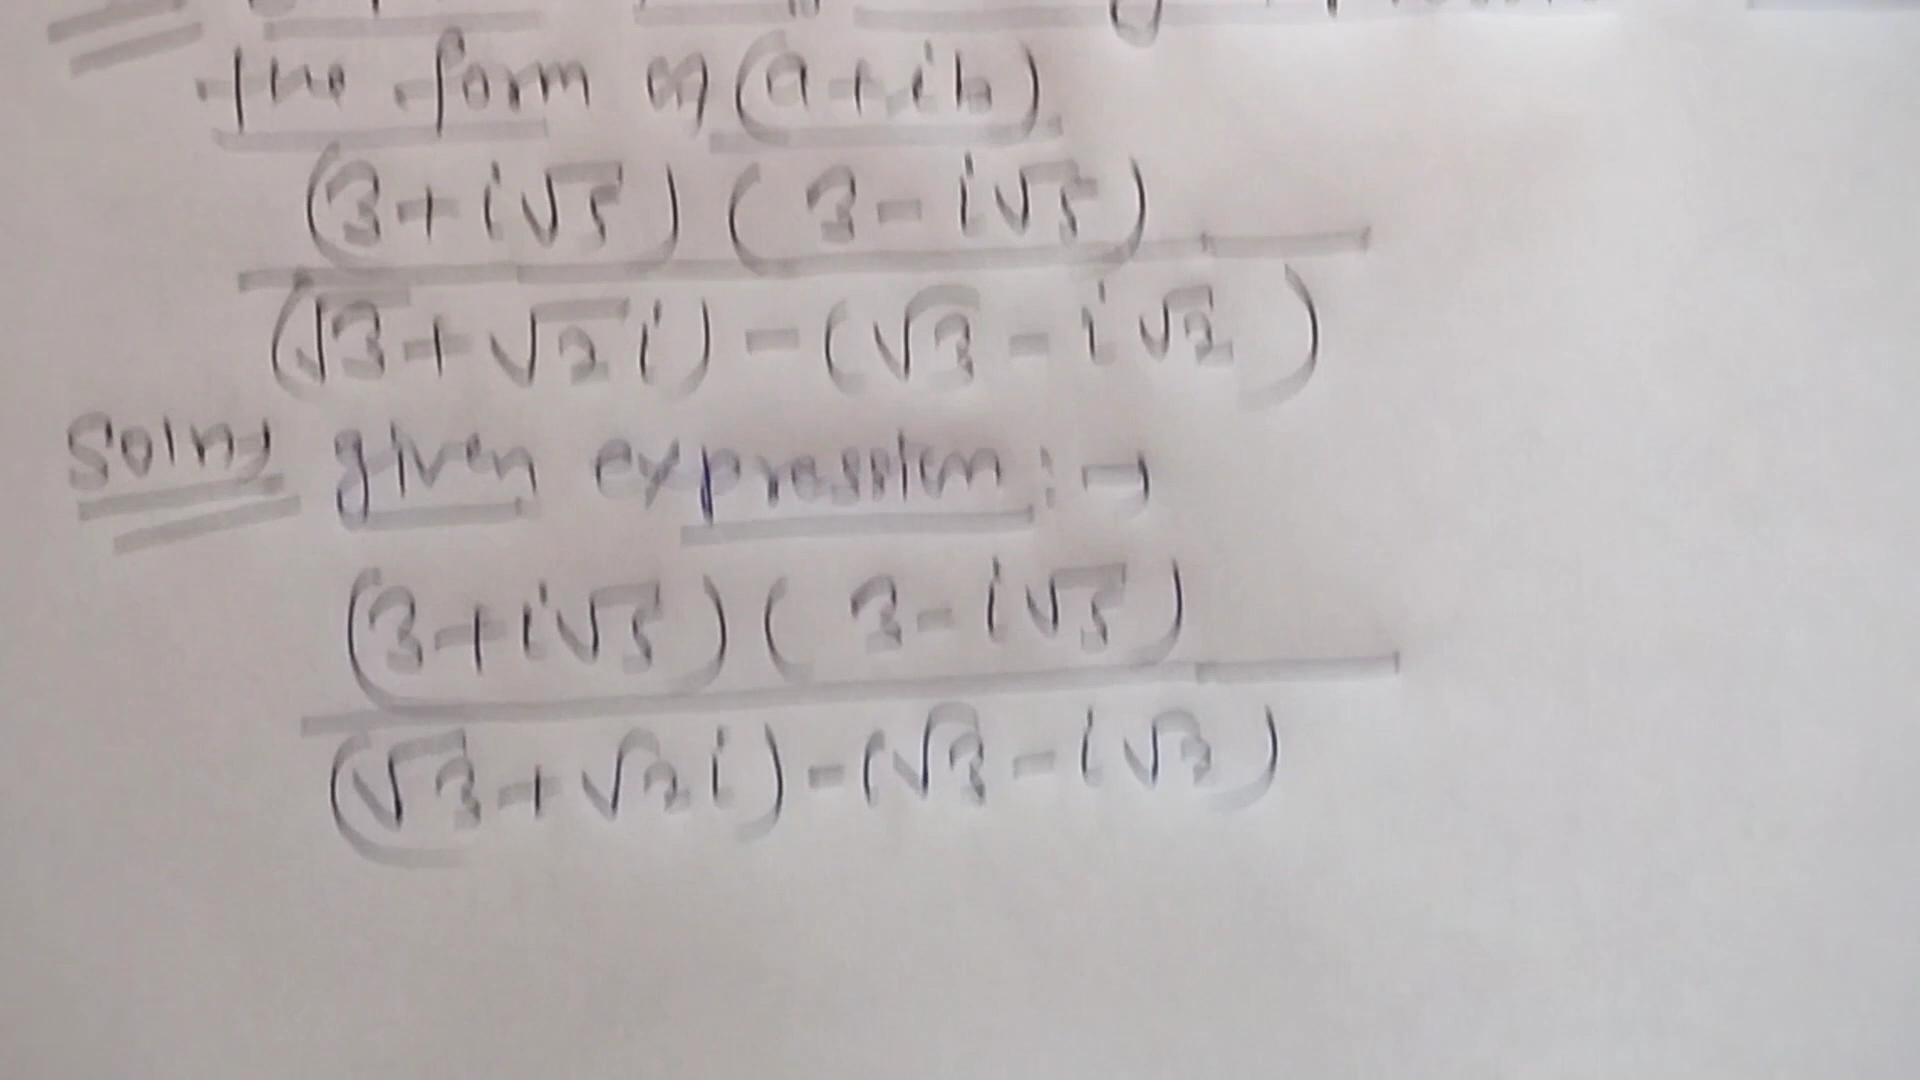 the form of (a+ib).
(3+i√5) (3-i√5)
(√3+√2i)-(√3-i√2)
Soln) given expression :→
(3+i√5) (3-i√5)
(√3+√2i)-(√3-i√2)